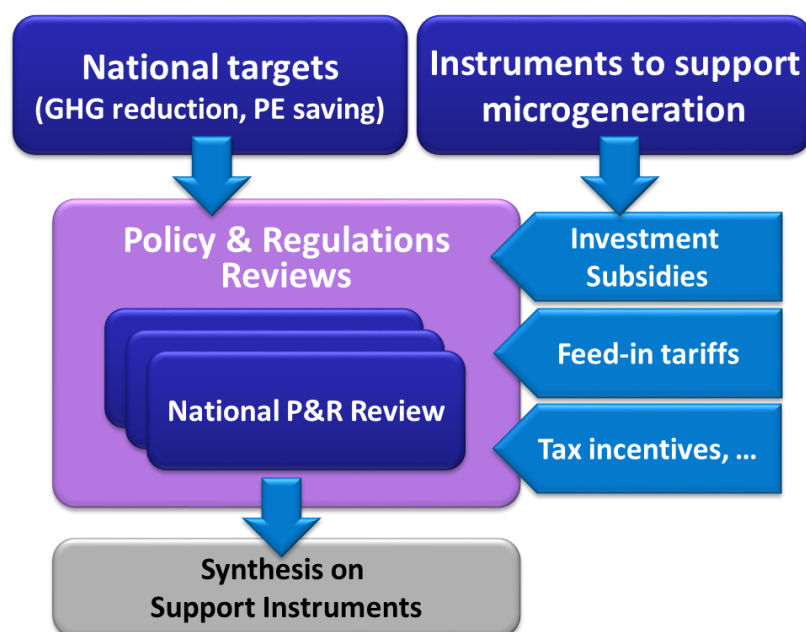 National targets
(GHG reduction, PE saving)
Instruments to support
microgeneration
Policy & Regulations
Reviews
Investment
Subsidies
Feed-in tariffs
National P&R Review
Tax incentives, ...
Synthesis on
Support Instruments